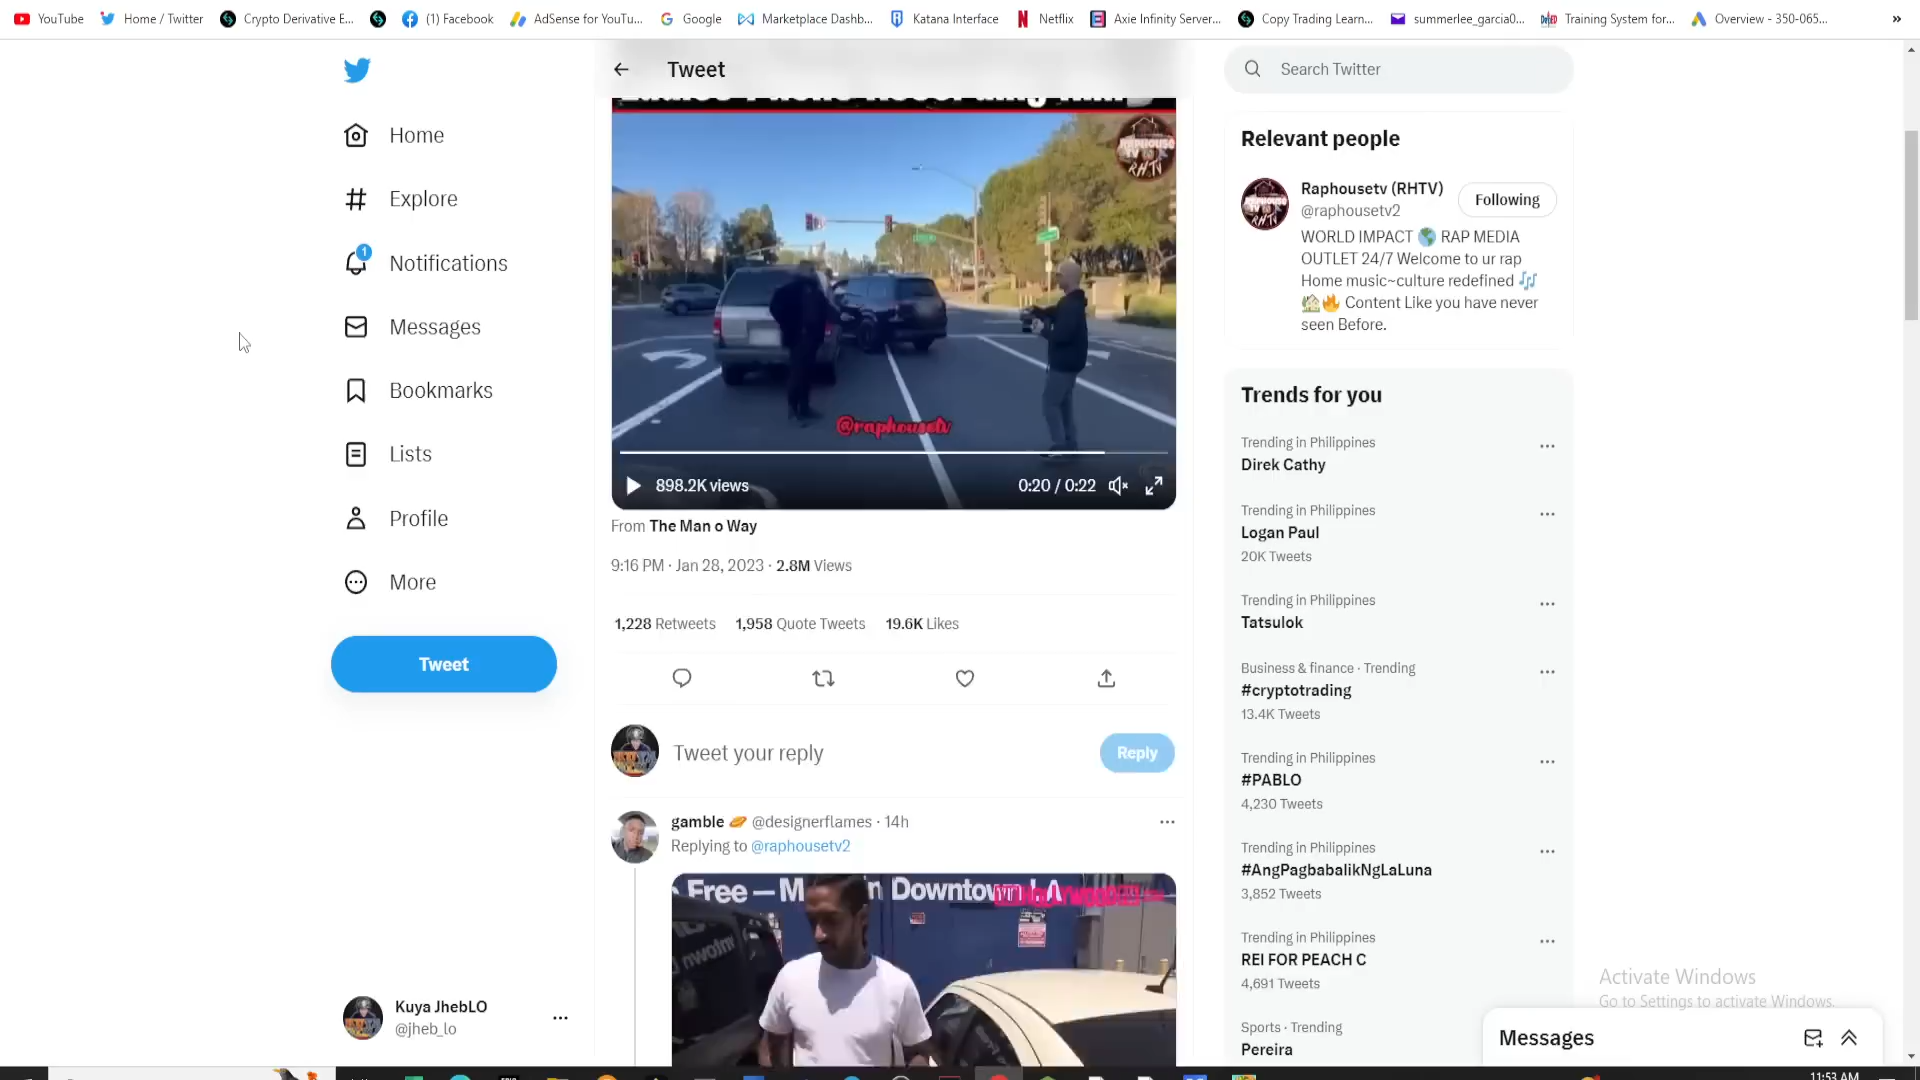 YouTube
Home / Twitter
Crypto Derivative E...
(1) Facebook
AdSense for YouTu...
Google
Marketplace Dashb...
Katana Interface
Netflix
Axie Infinity Server...
Copy Trading Learn...
summerlee_garcia0...
Training System for...
Overview - 350-065...
»
Home
Explore
1
Notifications
Messages
Bookmarks
Lists
Profile
More
Tweet
Kuya JhebLO
@jheb_lo
Tweet
RAPHOUSE
TV
RHTV
@raphousetv
898.2K views
0:20 / 0:22
From The Man o Way
9:16 PM · Jan 28, 2023 · 2.8M Views
1,228 Retweets 1,958 Quote Tweets 19.6K Likes
Tweet your reply
Reply
gamble @designerflames · 14h
Replying to @raphousetv2
Free — M in Downtown LA
Search Twitter
Relevant people
Raphousetv (RHTV)
@raphousetv2
Following
WORLD IMPACT 🌎 RAP MEDIA
OUTLET 24/7 Welcome to ur rap
Home music~culture redefined 🎶
🏡🔥 Content Like you have never
seen Before.
Trends for you
Trending in Philippines
Direk Cathy
Trending in Philippines
Logan Paul
20K Tweets
Trending in Philippines
Tatsulok
Business & finance · Trending
#cryptotrading
13.4K Tweets
Trending in Philippines
#PABLO
4,230 Tweets
Trending in Philippines
#AngPagbabalikNgLaLuna
3,852 Tweets
Trending in Philippines
REI FOR PEACH C
4,691 Tweets
Sports · Trending
Pereira
Activate Windows
Go to Settings to activate Windows.
Messages
11:53 AM